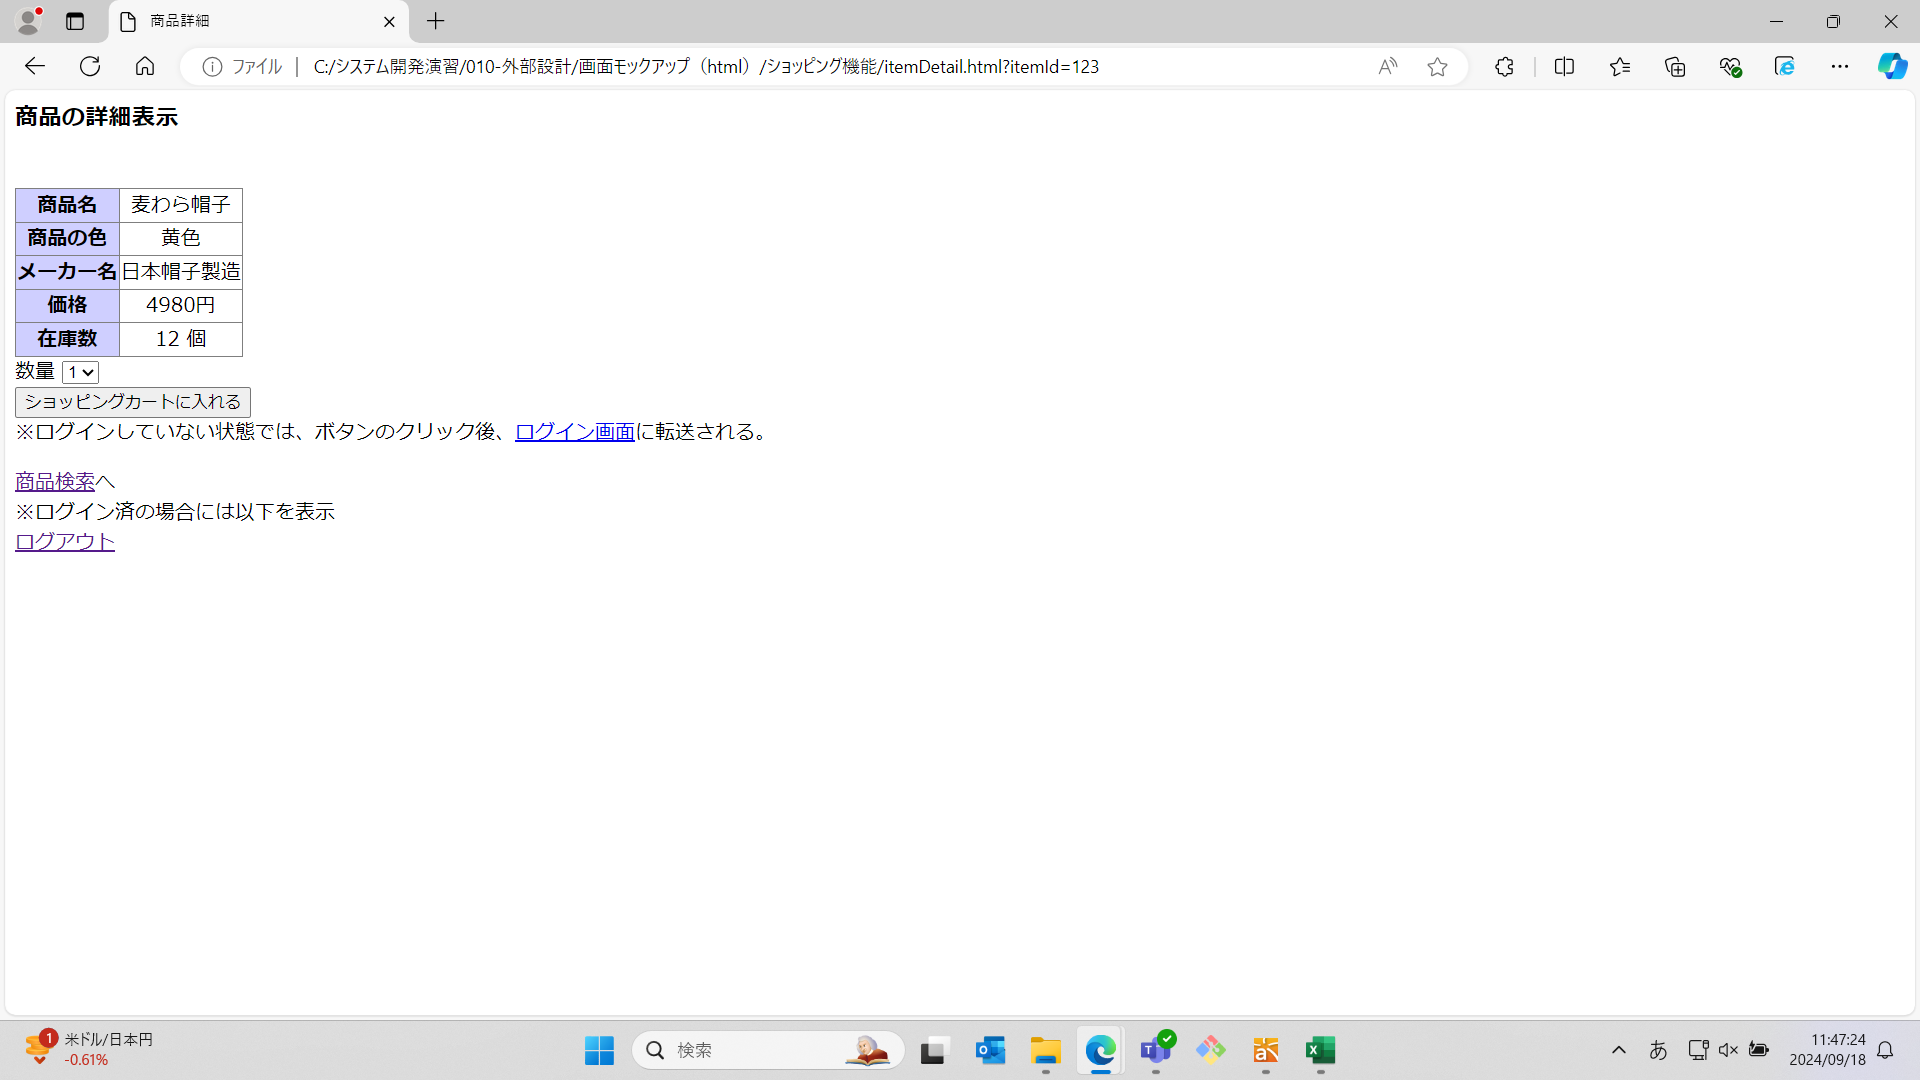 商品詳細
ファイル | C:/システム開発演習/010-外部設計/画面モックアップ（html）/ショッピング機能/itemDetail.html?itemId=123
商品の詳細表示
商品名 麦わら帽子
商品の色 黄色
メーカー名 日本帽子製造
価格 4980円
在庫数 12 個
数量 1
ショッピングカートに入れる
※ログインしていない状態では、ボタンのクリック後、ログイン画面に転送される。
商品検索へ
※ログイン済の場合には以下を表示
ログアウト
1 米ドル/日本円
-0.61%
検索
あ
11:47:24
2024/09/18